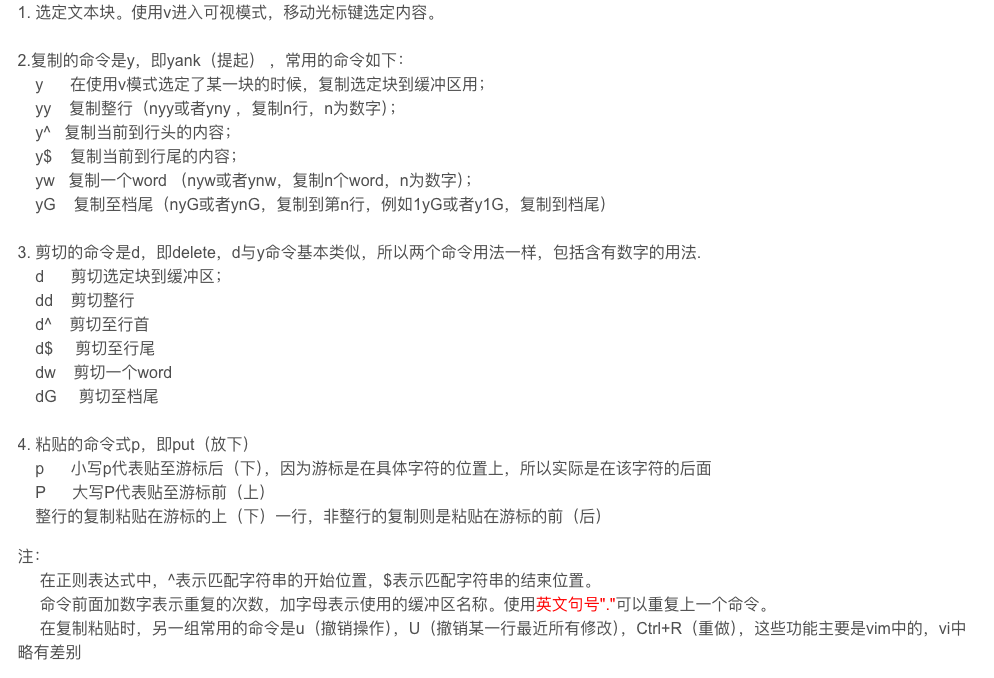 1. 选定文本块。使用v进入可视模式，移动光标键选定内容。
2.复制的命令是y，即yank（提起） ，常用的命令如下：
y 在使用v模式选定了某一块的时候，复制选定块到缓冲区用；
yy 复制整行（nyy或者yny ，复制n行，n为数字）；
y^ 复制当前到行头的内容；
y$ 复制当前到行尾的内容；
yw 复制一个word （nyw或者ynw，复制n个word，n为数字）；
yG 复制至档尾（nyG或者ynG，复制到第n行，例如1yG或者y1G，复制到档尾）
3. 剪切的命令是d，即delete，d与y命令基本类似，所以两个命令用法一样，包括含有数字的用法.
d 剪切选定块到缓冲区；
dd 剪切整行
d^ 剪切至行首
d$ 剪切至行尾
dw 剪切一个word
dG 剪切至档尾
4. 粘贴的命令式p，即put（放下）
p 小写p代表贴至游标后（下），因为游标是在具体字符的位置上，所以实际是在该字符的后面
P 大写P代表贴至游标前（上）
整行的复制粘贴在游标的上（下）一行，非整行的复制则是粘贴在游标的前（后）
注：
在正则表达式中，^表示匹配字符串的开始位置，$表示匹配字符串的结束位置。
命令前面加数字表示重复的次数，加字母表示使用的缓冲区名称。使用英文句号"."可以重复上一个命令。
在复制粘贴时，另一组常用的命令是u（撤销操作），U（撤销某一行最近所有修改），Ctrl+R（重做），这些功能主要是vim中的，vi中
略有差别